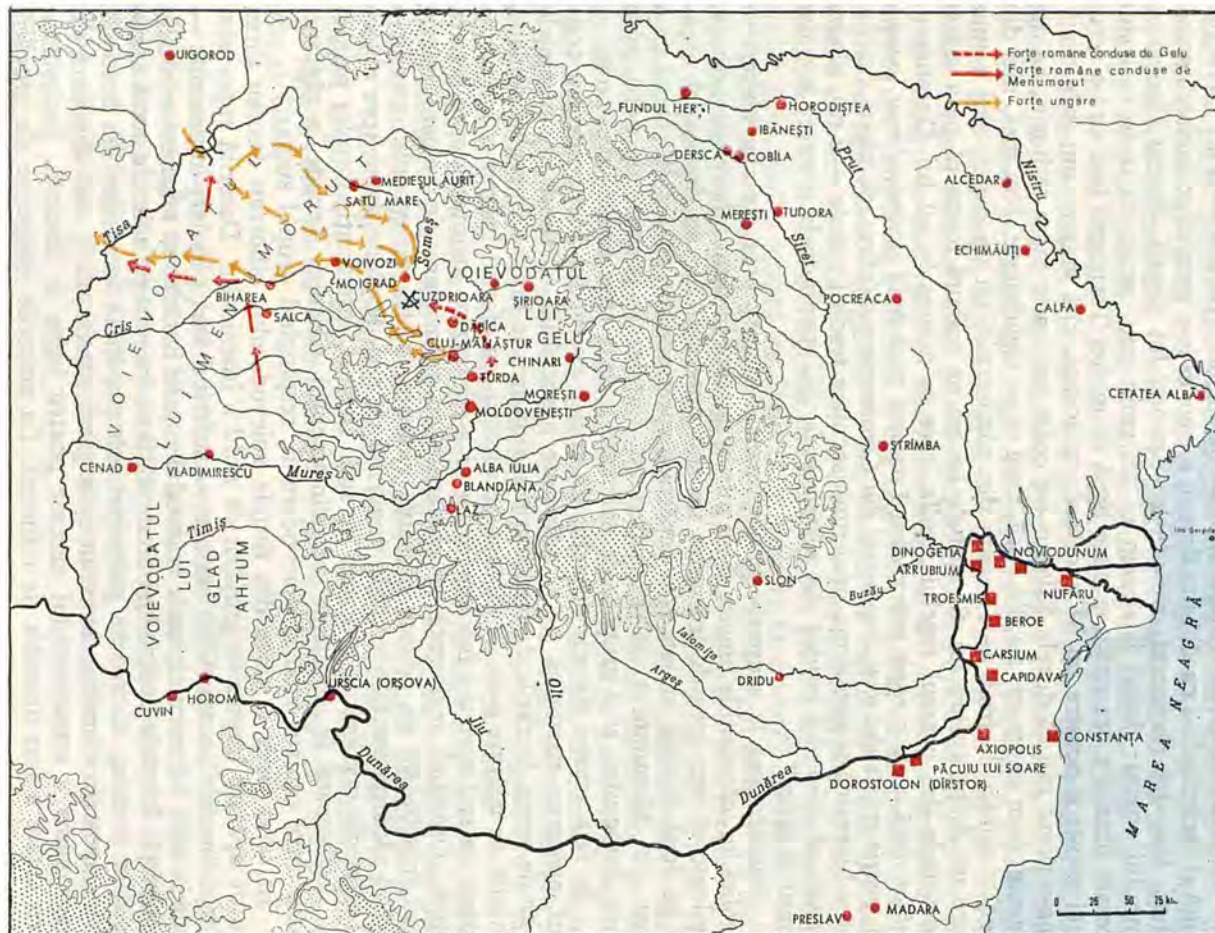 UIGOROD
Forțe române conduse de Gelu
Forțe române conduse de
Menumorut
Forțe ungare
FUNDUL HERȚII
HORODIȘTEA
IBĂNEȘTI
DERSCA
COBÎLA
Prut
Nistru
ALCEDAR
MEDIEȘUL AURIT
SATU MARE
MEREȘTI
TUDORA
Siret
ECHIMĂUȚI
Tisa
Someș
VOIEVODATUL
LUI
MENUMORUT
VOIVOZI
MOIGRAD
VOIEVODATUL
LUI
GELU
CUZDRIOARA
ȘIRIOARA
POCREACA
CALFA
BIHAREA
SALCA
DĂBÎCA
Criș
CLUJ-MĂNĂȘTUR
CHINARI
TURDA
MOREȘTI
MOLDOVENEȘTI
CETATEA ALBĂ
STRÎMBA
CENAD
VLADIMIRESCU
Mureș
ALBA IULIA
BLANDIANA
LAZ
Timiș
VOIEVODATUL
LUI
GLAD
AHTUM
DINOGETIA
NOVIODUNUM
ARRUBIUM
NUFĂRU
SLON
Buzău
TROESMIS
BEROE
Ialomița
CARSIUM
CAPIDAVA
DRIDU
Argeș
CUVIN
HOROM
URSCIA (ORȘOVA)
Olt
Jiu
Dunărea
Dunărea
AXIOPOLIS
CONSTANȚA
PĂCUIU LUI SOARE
DOROSTOLON (DÎRSTOR)
MAREA NEAGRĂ
PRESLAV
MADARA
0 25 50 75 km.